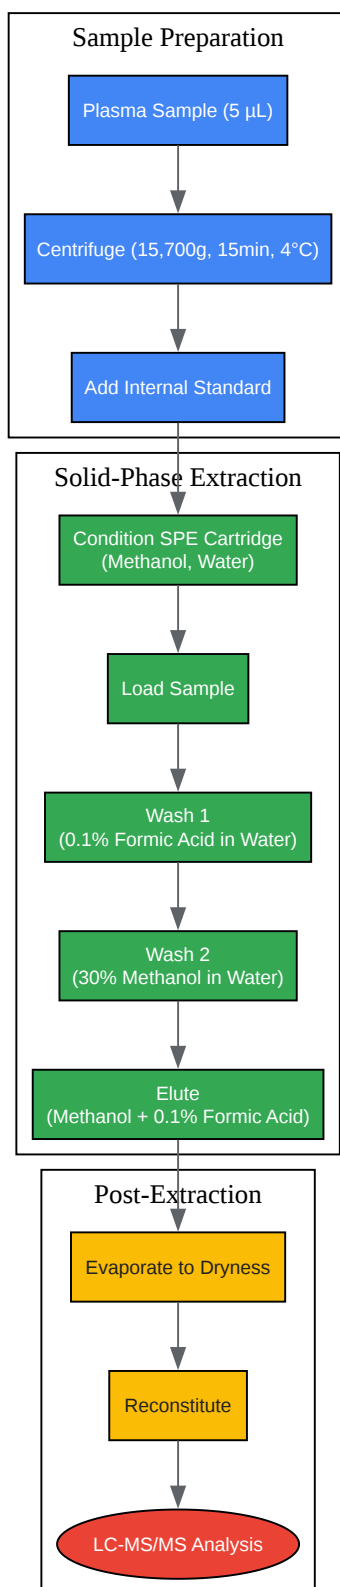 Sample Preparation
Plasma Sample (5 µL)
Centrifuge (15,700g, 15min, 4°C)
Add Internal Standard
Solid-Phase Extraction
Condition SPE Cartridge
(Methanol, Water)
Load Sample
Wash 1
(0.1% Formic Acid in Water)
Wash 2
(30% Methanol in Water)
Elute
(Methanol + 0.1% Formic Acid)
Post-Extraction
Evaporate to Dryness
Reconstitute
LC-MS/MS Analysis